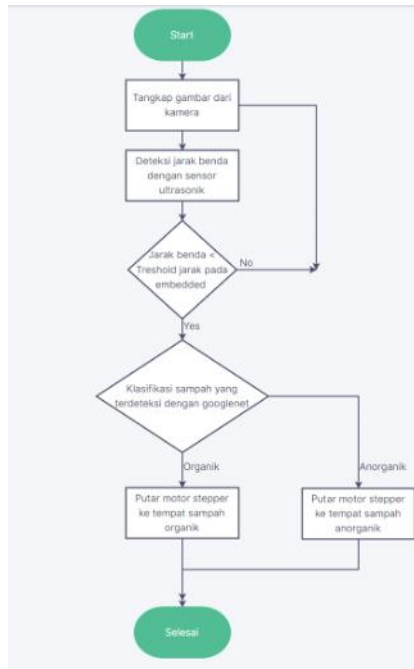 Start
Tangkap gambar dari
kamera
Deteksi jarak benda
dengan sensor
ultrasonik
Jarak benda <
Treshold jarak pada
embedded
No
Yes
Klasifikasi sampah yang
terdeteksi dengan googlenet
Organik
Anorganik
Putar motor stepper
ke tempat sampah
organik
Putar motor stepper
ke tempat sampah
anorganik
Selesai